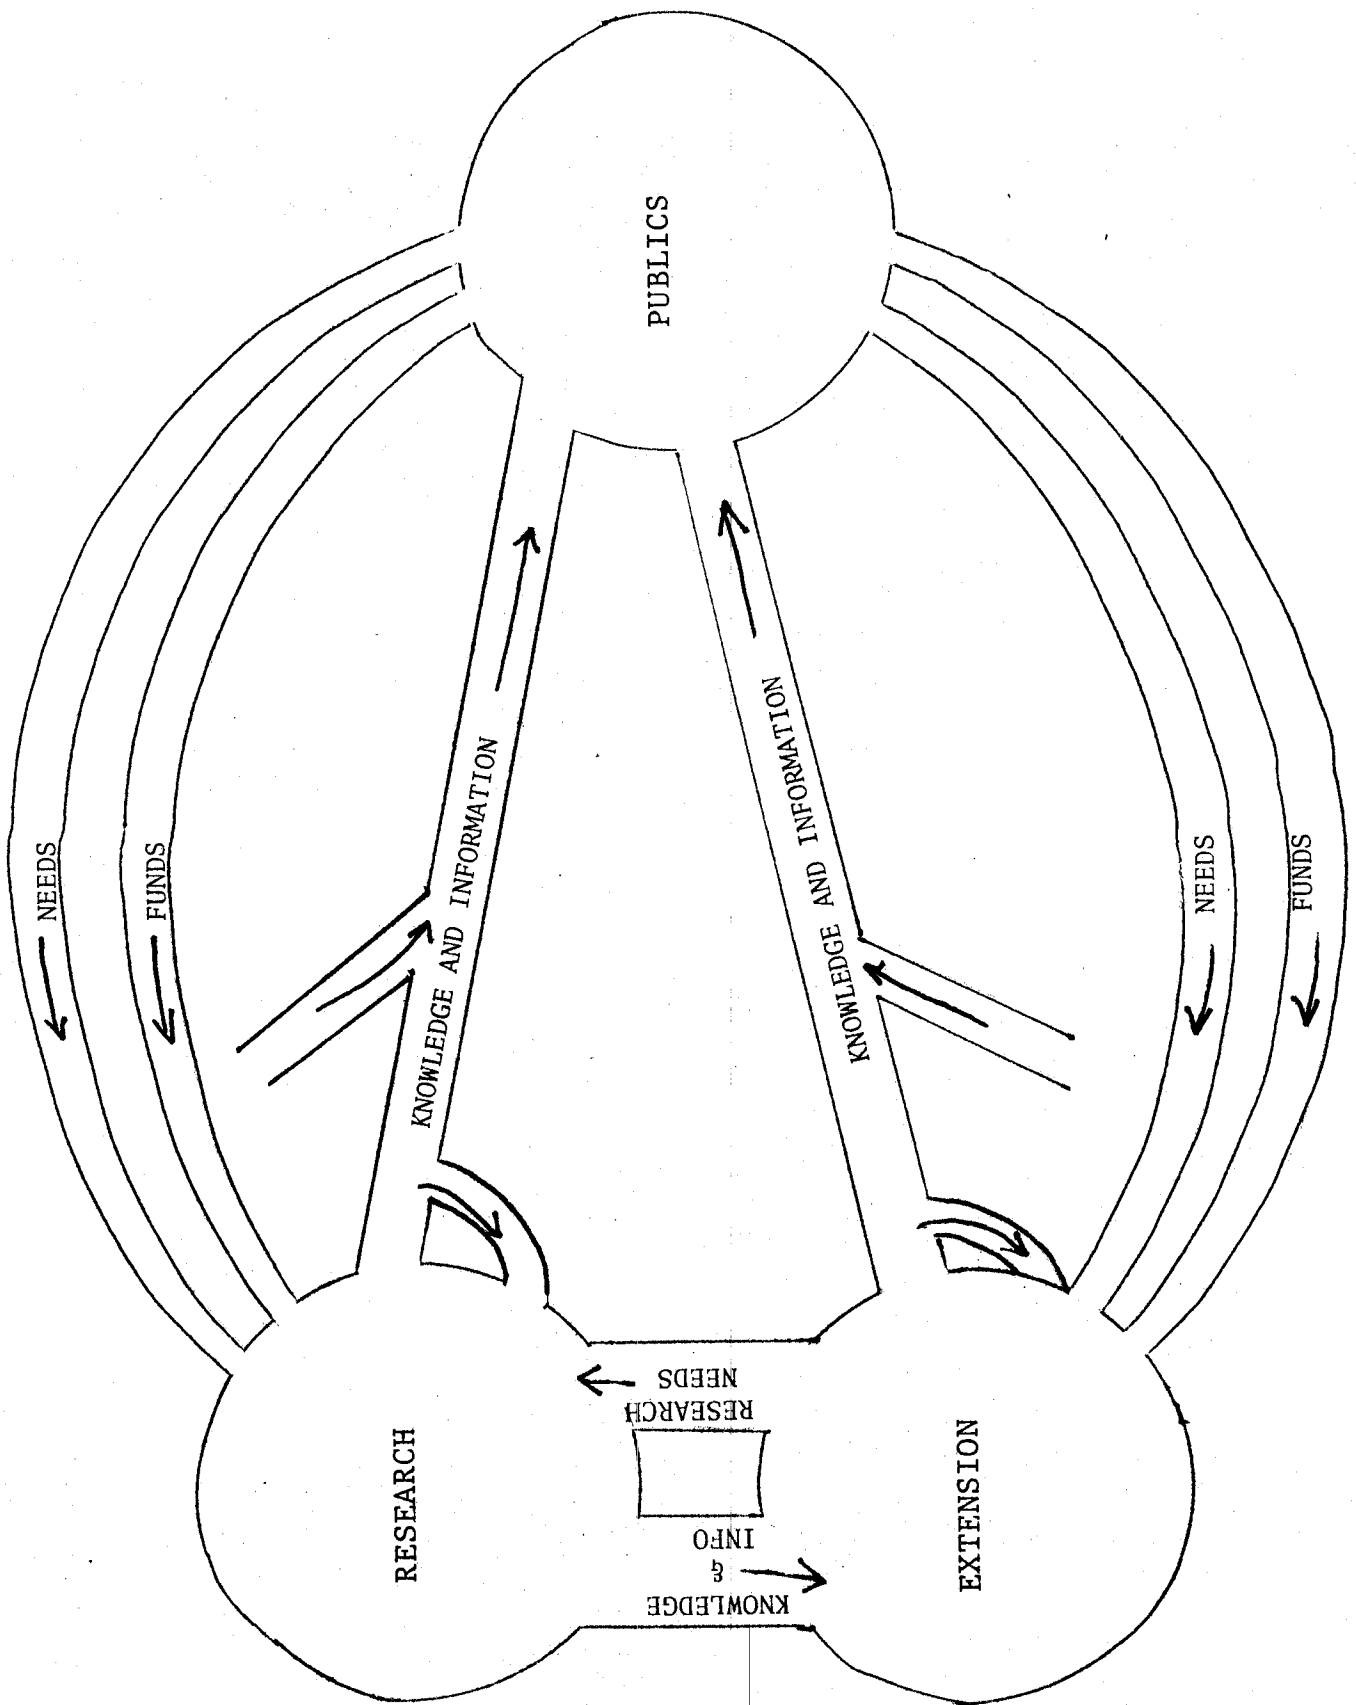 PUBLICS
NEEDS
FUNDS
KNOWLEDGE AND INFORMATION
KNOWLEDGE AND INFORMATION
NEEDS
FUNDS
RESEARCH
NEEDS
RESEARCH
EXTENSION
KNOWLEDGE
&
INFO